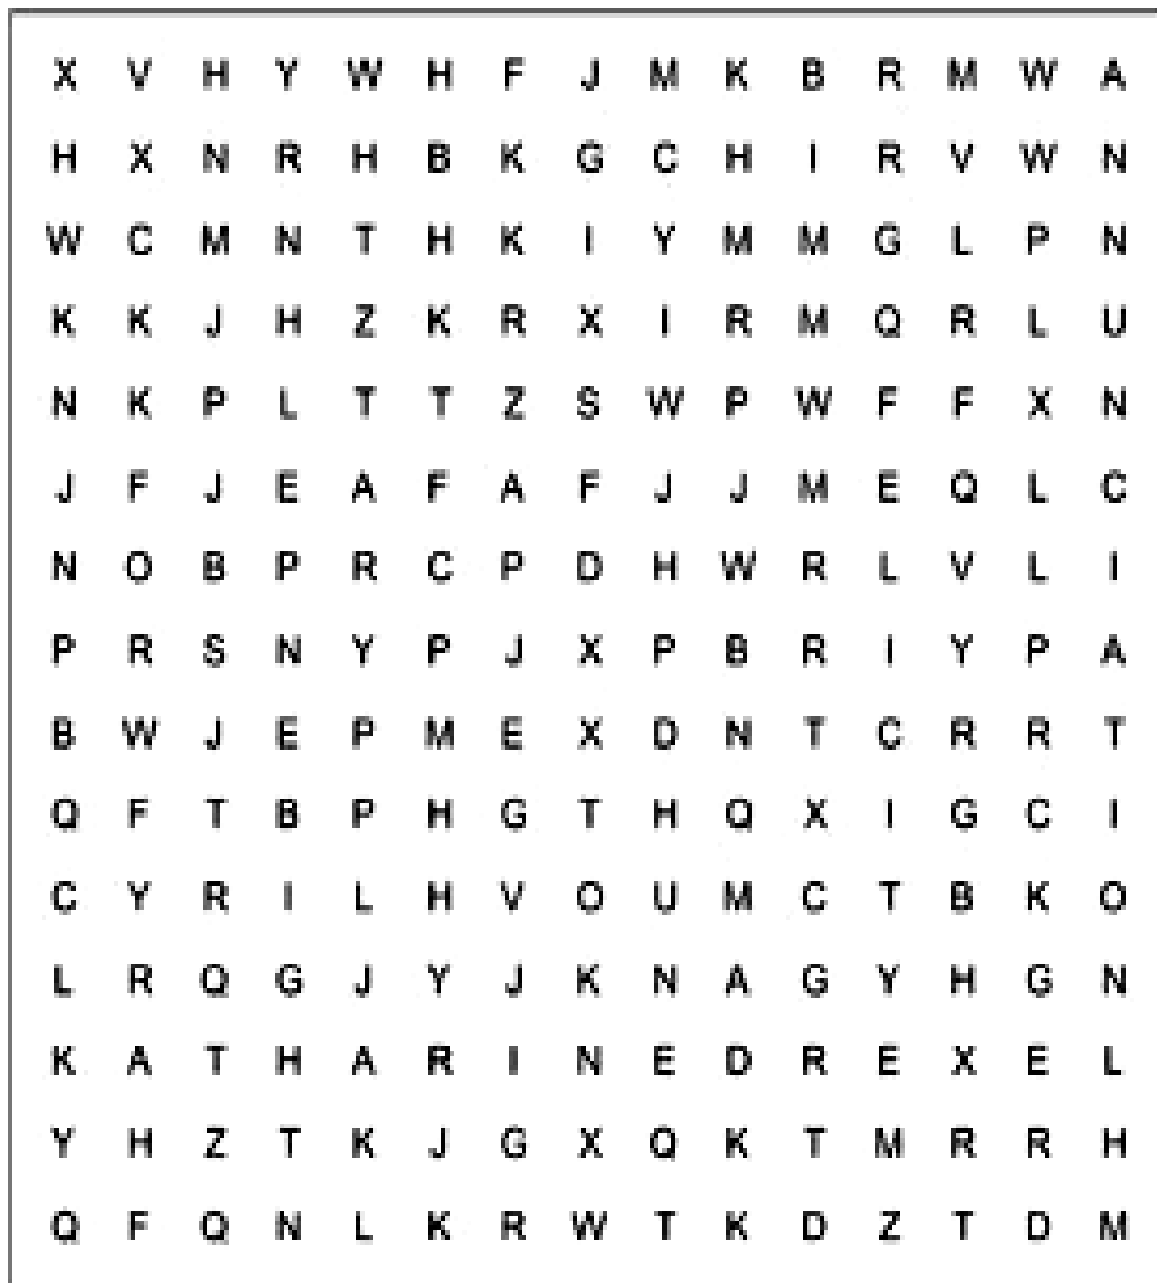 X V H Y W H F J M K B R M W A
H X N R H B K G C H I R V W N
W C M N T H K I Y M M G L P N
K K J H Z K R X I R M Q R L U
N K P L T T Z S W P W F F X N
J F J E A F A F J J M E Q L C
N O B P R C P D H W R L V L I
P R S N Y P J X P B R I Y P A
B W J E P M E X D N T C R R T
Q F T B P H G T H Q X I G C I
C Y R I L H V O U M C T B K O
L R Q G J Y J K N A G Y H G N
K A T H A R I N E D R E X E L
Y H Z T K J G X Q K T M R R H
Q F Q N L K R W T K D Z T D M